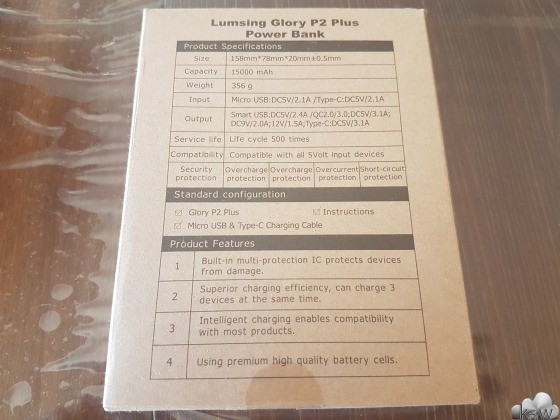 Lumsing Glory P2 Plus
Power Bank
Product Specifications
Size 158mm*78mm*20mm±0.5mm
Capacity 15000 mAh
Weight 356 g
Input Micro USB:DC5V/2.1A /Type-C:DC5V/2.1A
Output Smart USB:DC5V/2.4A /QC2.0/3.0;DC5V/3.1A;
DC9V/2.0A;12V/1.5A;Type-C:DC5V/3.1A
Service life Life cycle 500 times
Compatibility Compatible with all 5Volt input devices
Security protection Overcharge protection Overcharge protection Overcurrent protection Short-circuit protection
Standard configuration
☑ Glory P2 Plus ☑ Instructions
☑ Micro USB & Type-C Charging Cable
Product Features
1 Built-in multi-protection IC protects devices
from damage.
2 Superior charging efficiency, can charge 3
devices at the same time.
3 Intelligent charging enables compatibility
with most products.
4 Using premium high quality battery cells.